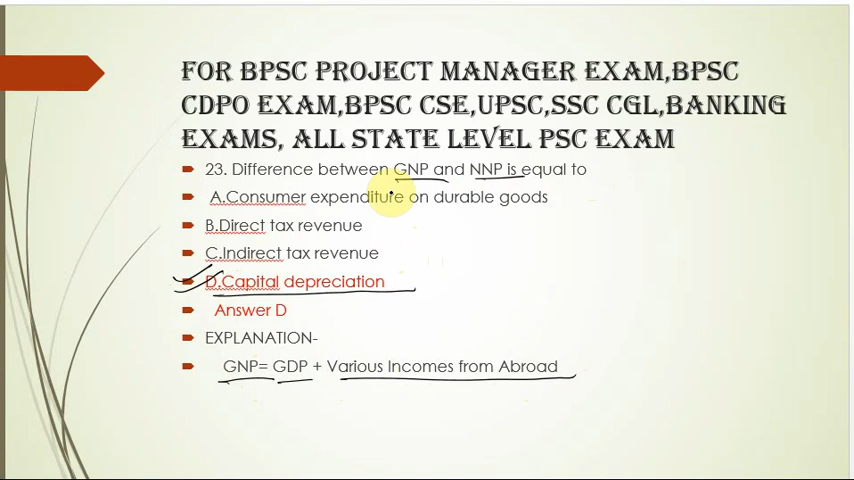 FOR BPSC PROJECT MANAGER EXAM,BPSC
CDPO EXAM,BPSC CSE,UPSC,SSC CGL,BANKING
EXAMS, ALL STATE LEVEL PSC EXAM
23. Difference between GNP and NNP is equal to
A.Consumer expenditure on durable goods
B.Direct tax revenue
C.Indirect tax revenue
D.Capital depreciation
Answer D
EXPLANATION-
GNP= GDP + Various Incomes from Abroad